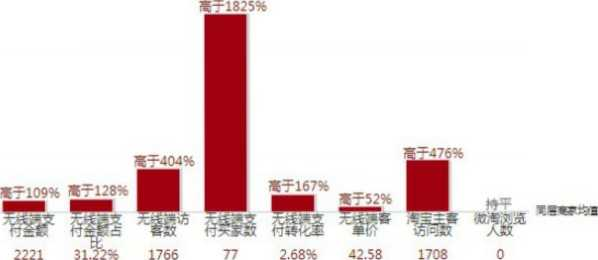 高于1825%
高于404%
高于476%
高于109%
高于128%
高于167%
高于52%
持平
同层商家均值
无线端支
付金额
无线端支
付金额占
比
无线端访
客数
无线端支
付买家数
无线端支
付转化率
无线端客
单价
淘宝主客
访问数
微淘浏览
人数
2221
31.22%
1766
77
2.68%
42.58
1708
0